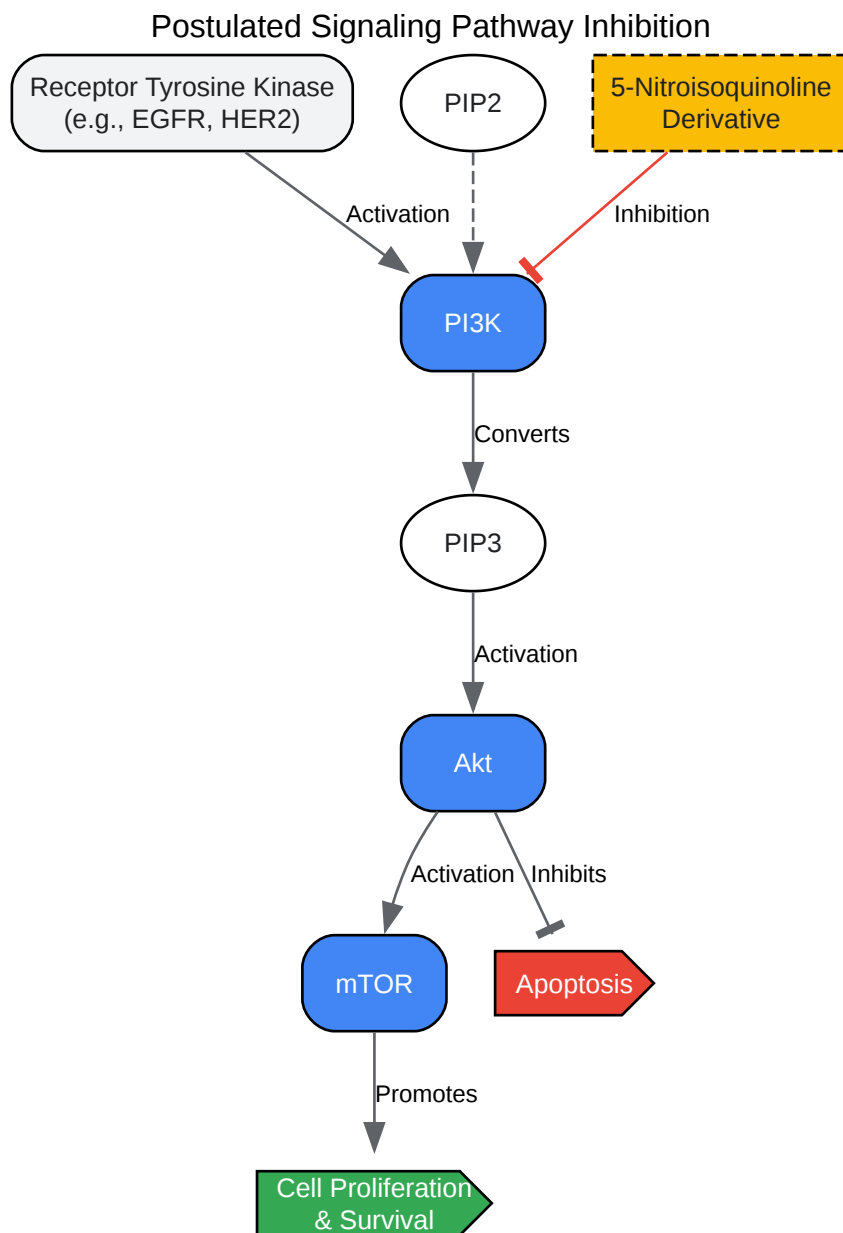 Postulated Signaling Pathway Inhibition
Receptor Tyrosine Kinase
(e.g., EGFR, HER2)
PIP2
5-Nitroisoquinoline
Derivative
Activation
Inhibition
PI3K
Converts
PIP3
Activation
Akt
Activation
Inhibits
mTOR
Apoptosis
Promotes
Cell Proliferation
& Survival